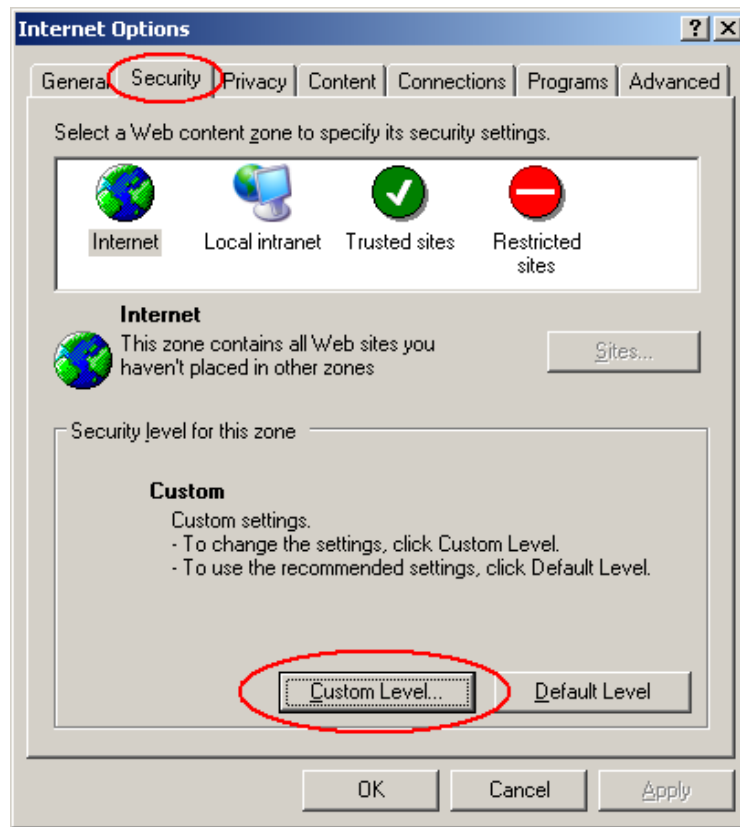 Internet Options
General Security Privacy Content Connections Programs Advanced
Select a Web content zone to specify its security settings.
Internet Local intranet Trusted sites Restricted
sites
Internet
This zone contains all Web sites you
haven't placed in other zones
Sites...
Security level for this zone
Custom
Custom settings.
- To change the settings, click Custom Level.
- To use the recommended settings, click Default Level.
Custom Level... Default Level
OK Cancel Apply